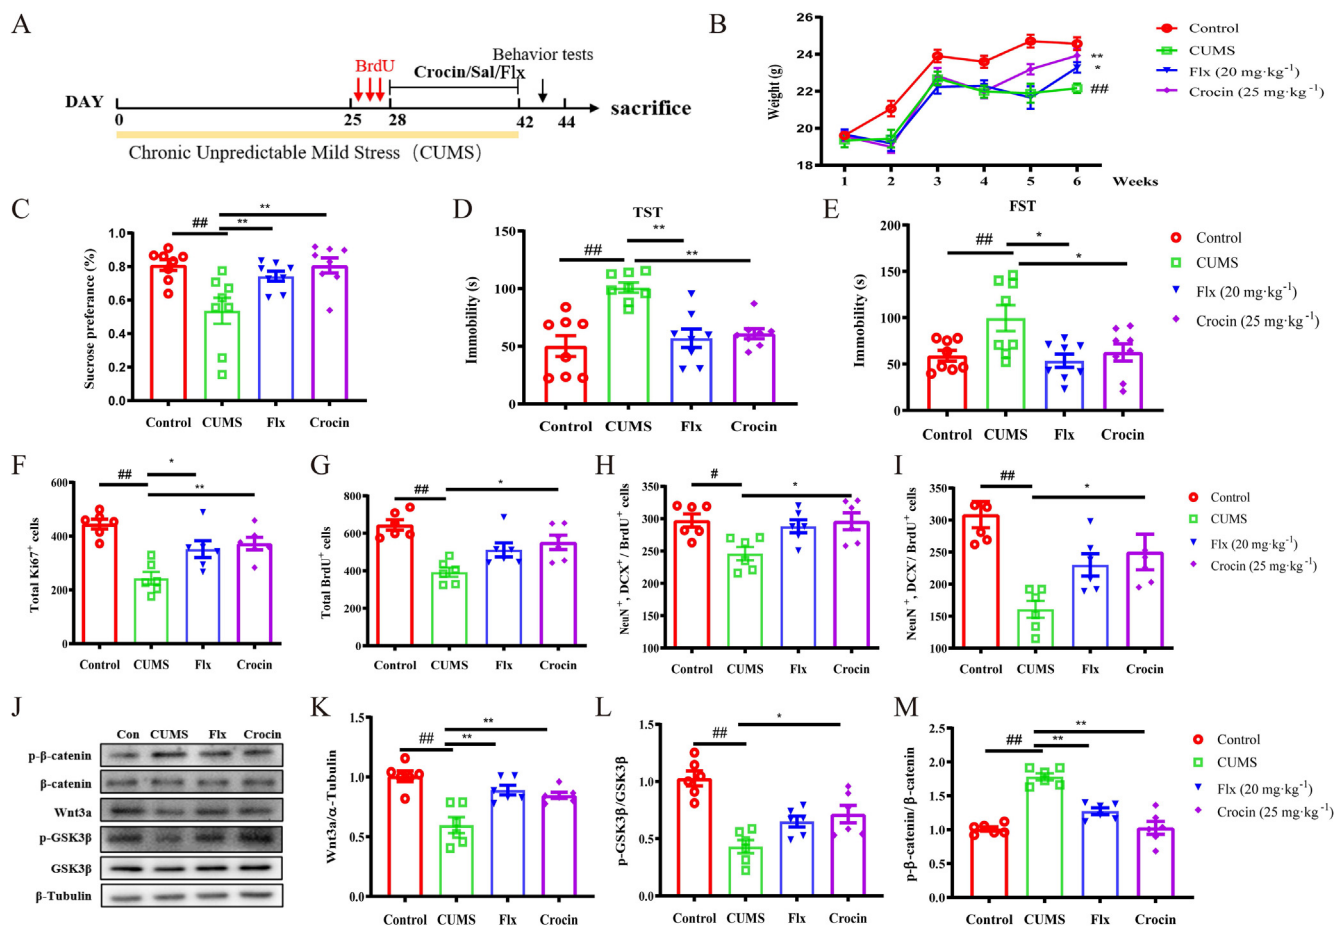 A
BrdU
Crocin/Sal/Flx
Behavior tests
DAY
sacrifice
0
25
28
42
44
Chronic Unpredictable Mild Stress（CUMS）
B
Weight (g)
26
24
22
20
18
1
2
3
4
5
6
Weeks
**
*
##
Control
CUMS
Flx (20 mg·kg⁻¹)
Crocin (25 mg·kg⁻¹)
C
Sucrose preferance (%)
1.0
0.8
0.6
0.4
0.2
0.0
##
**
**
Control
CUMS
Flx
Crocin
D
TST
Immobility (s)
150
100
50
0
##
**
**
Control
CUMS
Flx
Crocin
E
FST
Immobility (s)
200
150
100
50
0
##
*
*
Control
CUMS
Flx
Crocin
Control
CUMS
Flx (20 mg·kg⁻¹)
Crocin (25 mg·kg⁻¹)
F
Total Ki67⁺ cells
600
400
200
0
##
*
**
Control
CUMS
Flx
Crocin
G
Total BrdU⁺ cells
800
600
400
200
0
##
*
Control
CUMS
Flx
Crocin
H
NeuN⁺, DCX⁺/ BrdU⁺ cells
350
300
250
200
150
100
#
*
Control
CUMS
Flx
Crocin
I
NeuN⁺, DCX⁻/ BrdU⁺ cells
350
300
250
200
150
100
##
*
Control
CUMS
Flx
Crocin
Control
CUMS
Flx (20 mg·kg⁻¹)
Crocin (25 mg·kg⁻¹)
J
Con CUMS Flx Crocin
p-β-catenin
β-catenin
Wnt3a
p-GSK3β
GSK3β
β-Tubulin
K
Wnt3a/α-Tubulin
1.5
1.0
0.5
0.0
##
**
**
Control
CUMS
Flx
Crocin
L
p-GSK3β/GSK3β
1.5
1.0
0.5
0.0
##
*
Control
CUMS
Flx
Crocin
M
p-β-catenin/ β-catenin
2.5
2.0
1.5
1.0
0.5
0.0
##
**
**
Control
CUMS
Flx
Crocin
Control
CUMS
Flx (20 mg·kg⁻¹)
Crocin (25 mg·kg⁻¹)